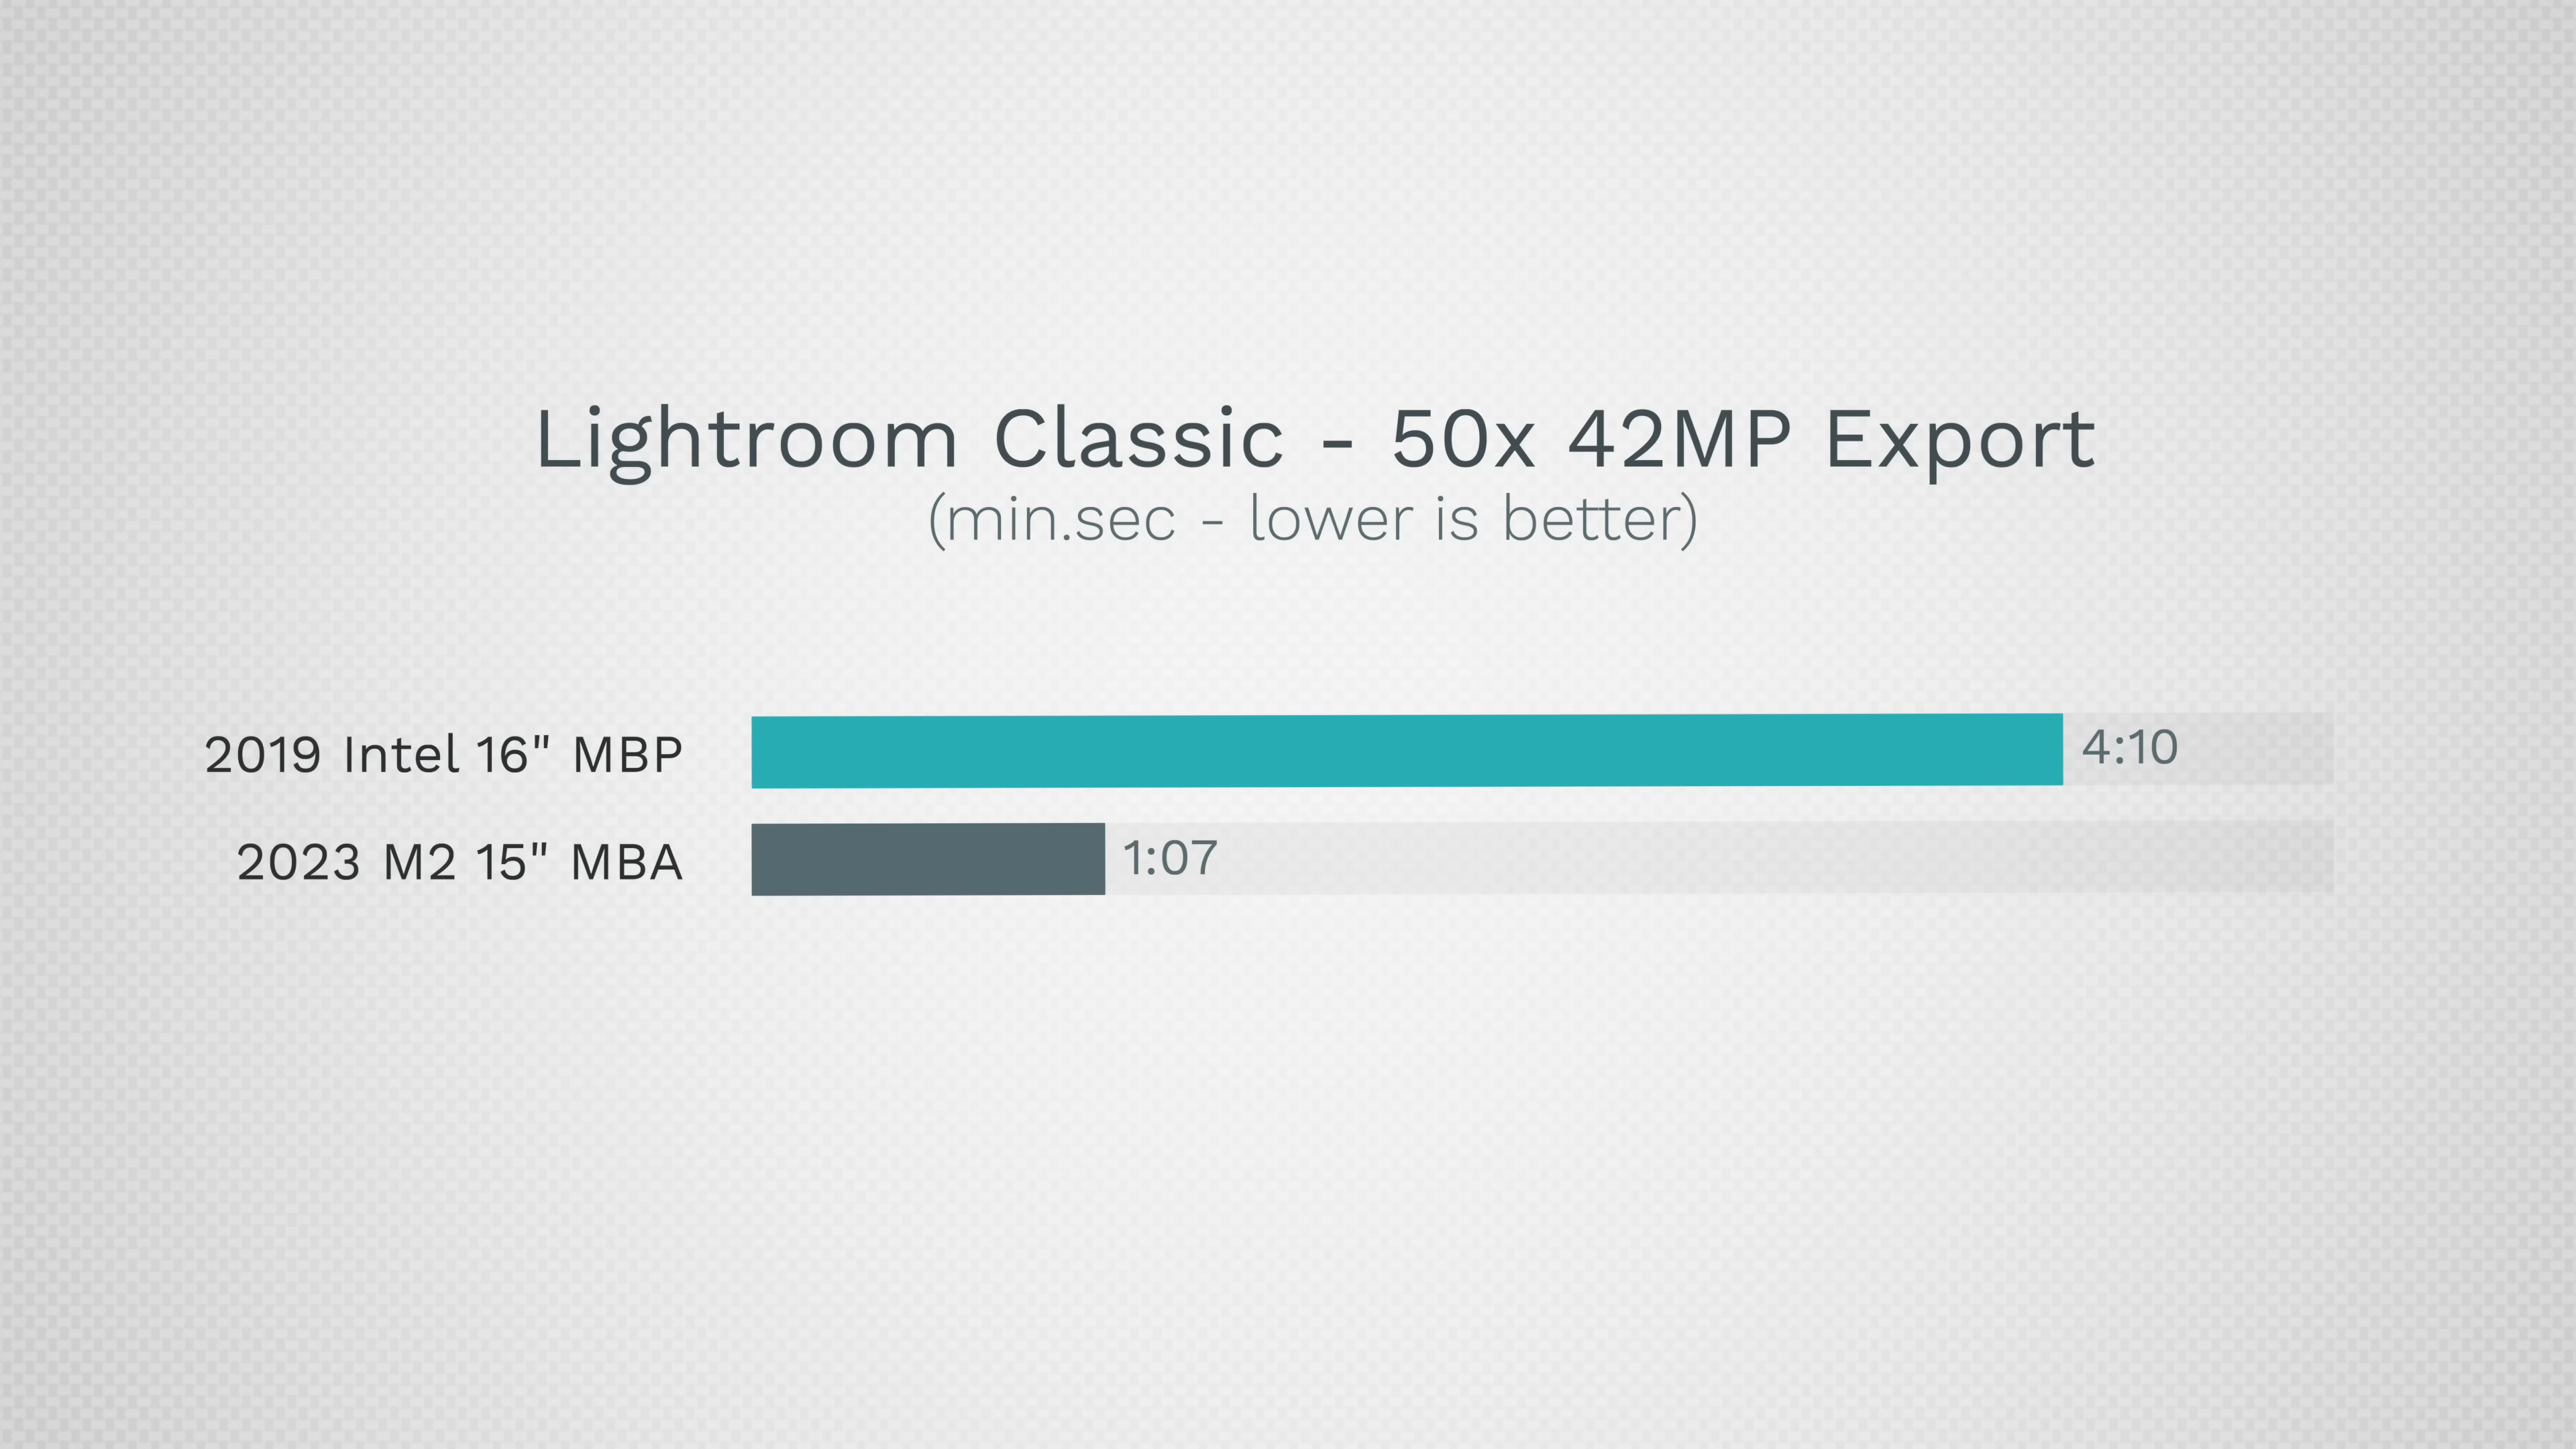 Lightroom Classic - 50x 42MP Export
(min.sec - lower is better)
2019 Intel 16" MBP 4:10
2023 M2 15" MBA 1:07